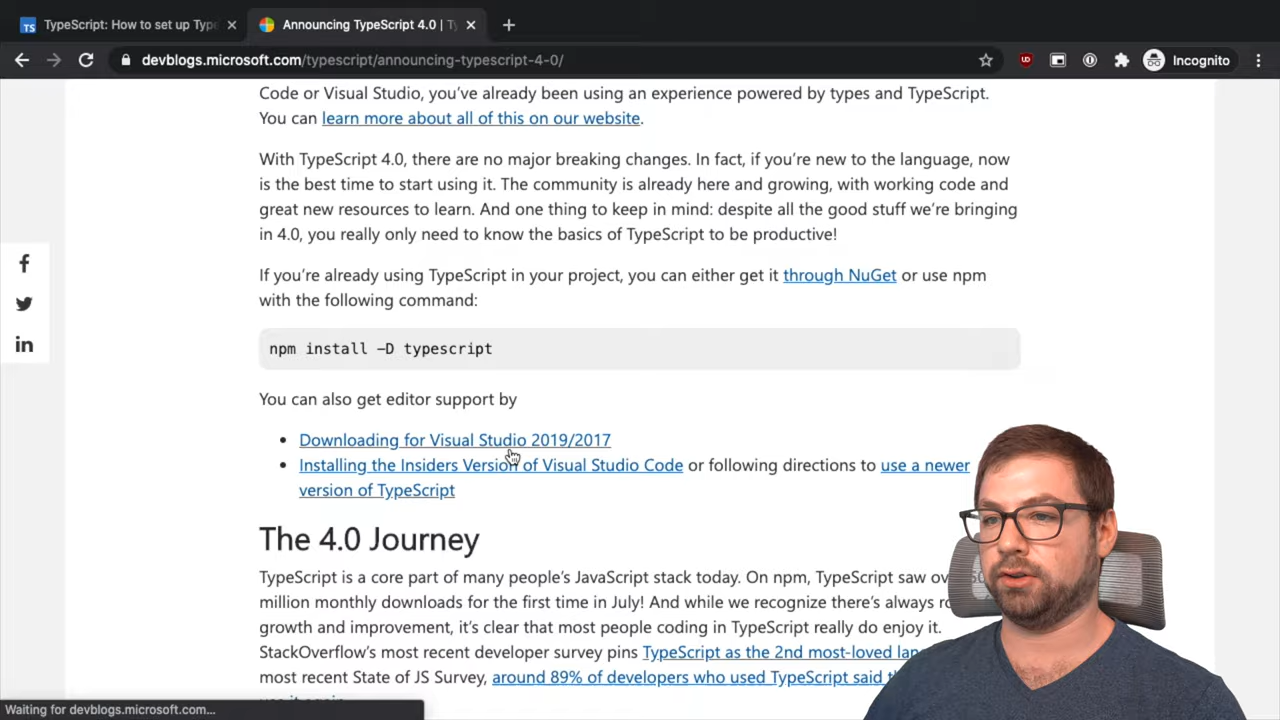 TypeScript: How to set up Type
Announcing TypeScript 4.0 | Ty
devblogs.microsoft.com/typescript/announcing-typescript-4-0/
Incognito
Code or Visual Studio, you’ve already been using an experience powered by types and TypeScript.
You can learn more about all of this on our website.
With TypeScript 4.0, there are no major breaking changes. In fact, if you’re new to the language, now
is the best time to start using it. The community is already here and growing, with working code and
great new resources to learn. And one thing to keep in mind: despite all the good stuff we’re bringing
in 4.0, you really only need to know the basics of TypeScript to be productive!
If you’re already using TypeScript in your project, you can either get it through NuGet or use npm
with the following command:
npm install -D typescript
You can also get editor support by
Downloading for Visual Studio 2019/2017
Installing the Insiders Version of Visual Studio Code or following directions to use a newer
version of TypeScript
The 4.0 Journey
TypeScript is a core part of many people’s JavaScript stack today. On npm, TypeScript saw
million monthly downloads for the first time in July! And while we recognize there’s always
growth and improvement, it’s clear that most people coding in TypeScript really do enjoy it.
StackOverflow’s most recent developer survey pins TypeScript as the 2nd most-loved
most recent State of JS Survey, around 89% of developers who used TypeScript said
Waiting for devblogs.microsoft.com...